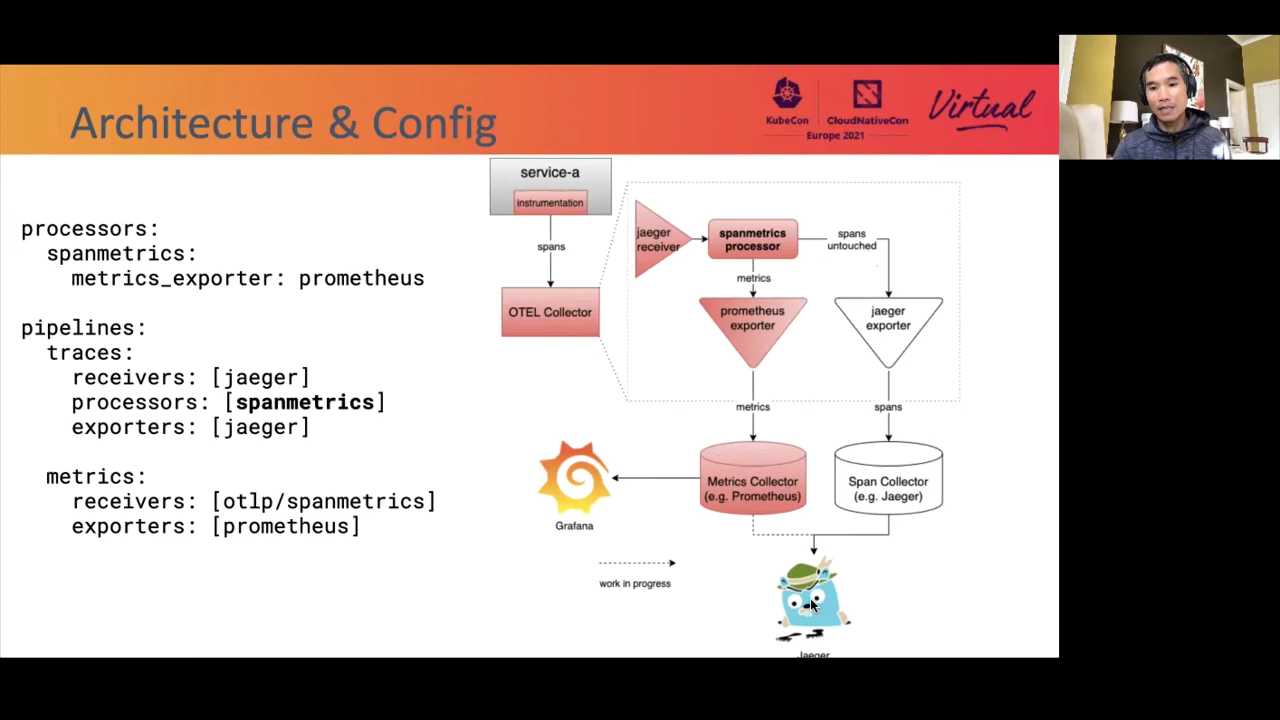 Architecture & Config
KubeCon
CloudNativeCon
Europe 2021
Virtual
processors:
spanmetrics:
metrics_exporter: prometheus
pipelines:
traces:
receivers: [jaeger]
processors: [spanmetrics]
exporters: [jaeger]
metrics:
receivers: [otlp/spanmetrics]
exporters: [prometheus]
service-a
instrumentation
spans
OTEL Collector
jaeger
receiver
spanmetrics
processor
spans
untouched
metrics
prometheus
exporter
jaeger
exporter
metrics
spans
Metrics Collector
(e.g. Prometheus)
Span Collector
(e.g. Jaeger)
Grafana
work in progress
Jaeger